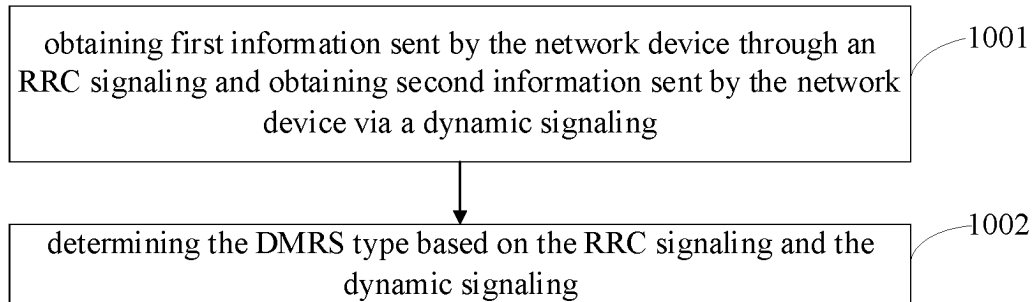 obtaining first information sent by the network device through an
RRC signaling and obtaining second information sent by the network
device via a dynamic signaling
1001
determining the DMRS type based on the RRC signaling and the
dynamic signaling
1002